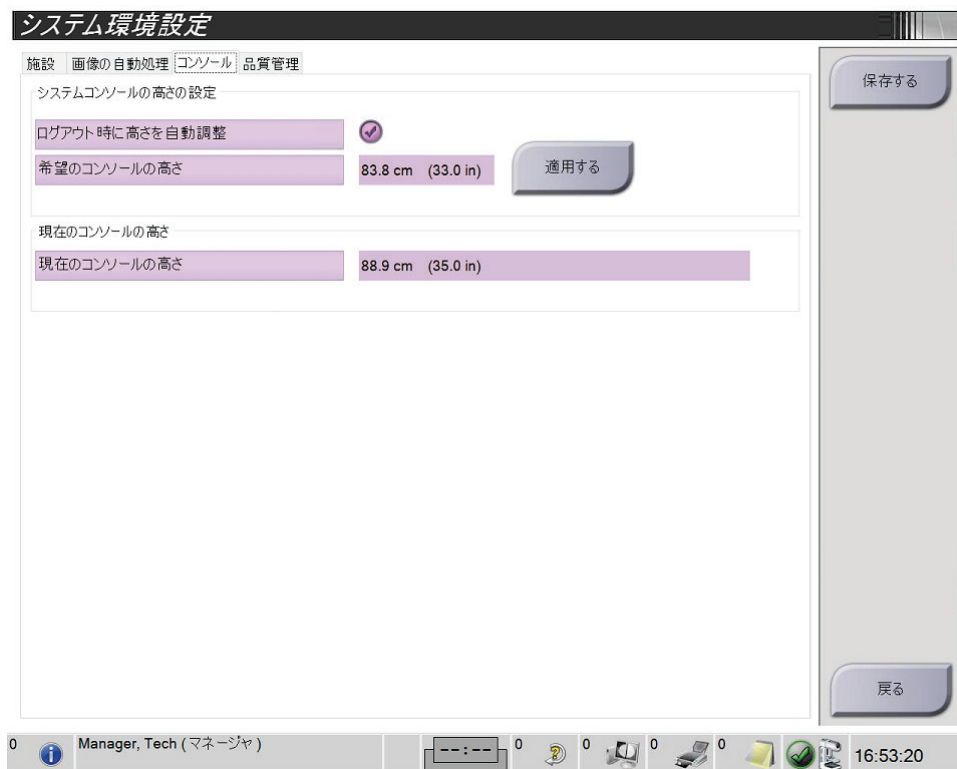 システム環境設定
施設 画像の自動処理 コンソール 品質管理
保存する
システムコンソールの高さの設定
ログアウト時に高さを自動調整
希望のコンソールの高さ 83.8 cm (33.0 in) 適用する
現在のコンソールの高さ
現在のコンソールの高さ 88.9 cm (35.0 in)
戻る
0 Manager, Tech (マネージャ) --:-- 0 0 0 0 16:53:20